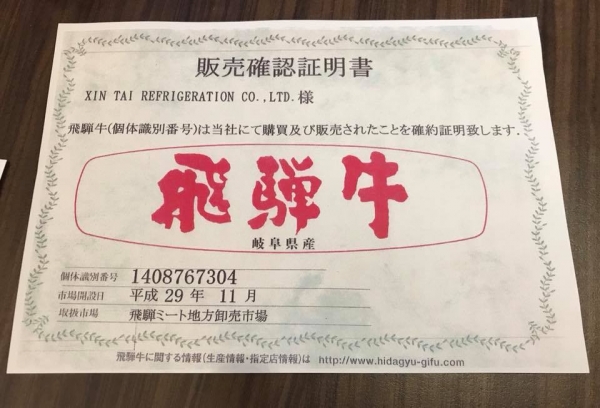 販売確認証明書
XIN TAI REFRIGERATION CO.,LTD.様
飛騨牛(個体識別番号)は当社にて購買及び販売されたことを確約証明致します.
飛騨牛
岐阜県産
個体識別番号 1408767304
市場開設日 平成 29 年 11 月
取扱市場 飛騨ミート地方卸売市場
飛騨牛に関する情報(生産情報・指定店情報)は http://www.hidagyu-gifu.com